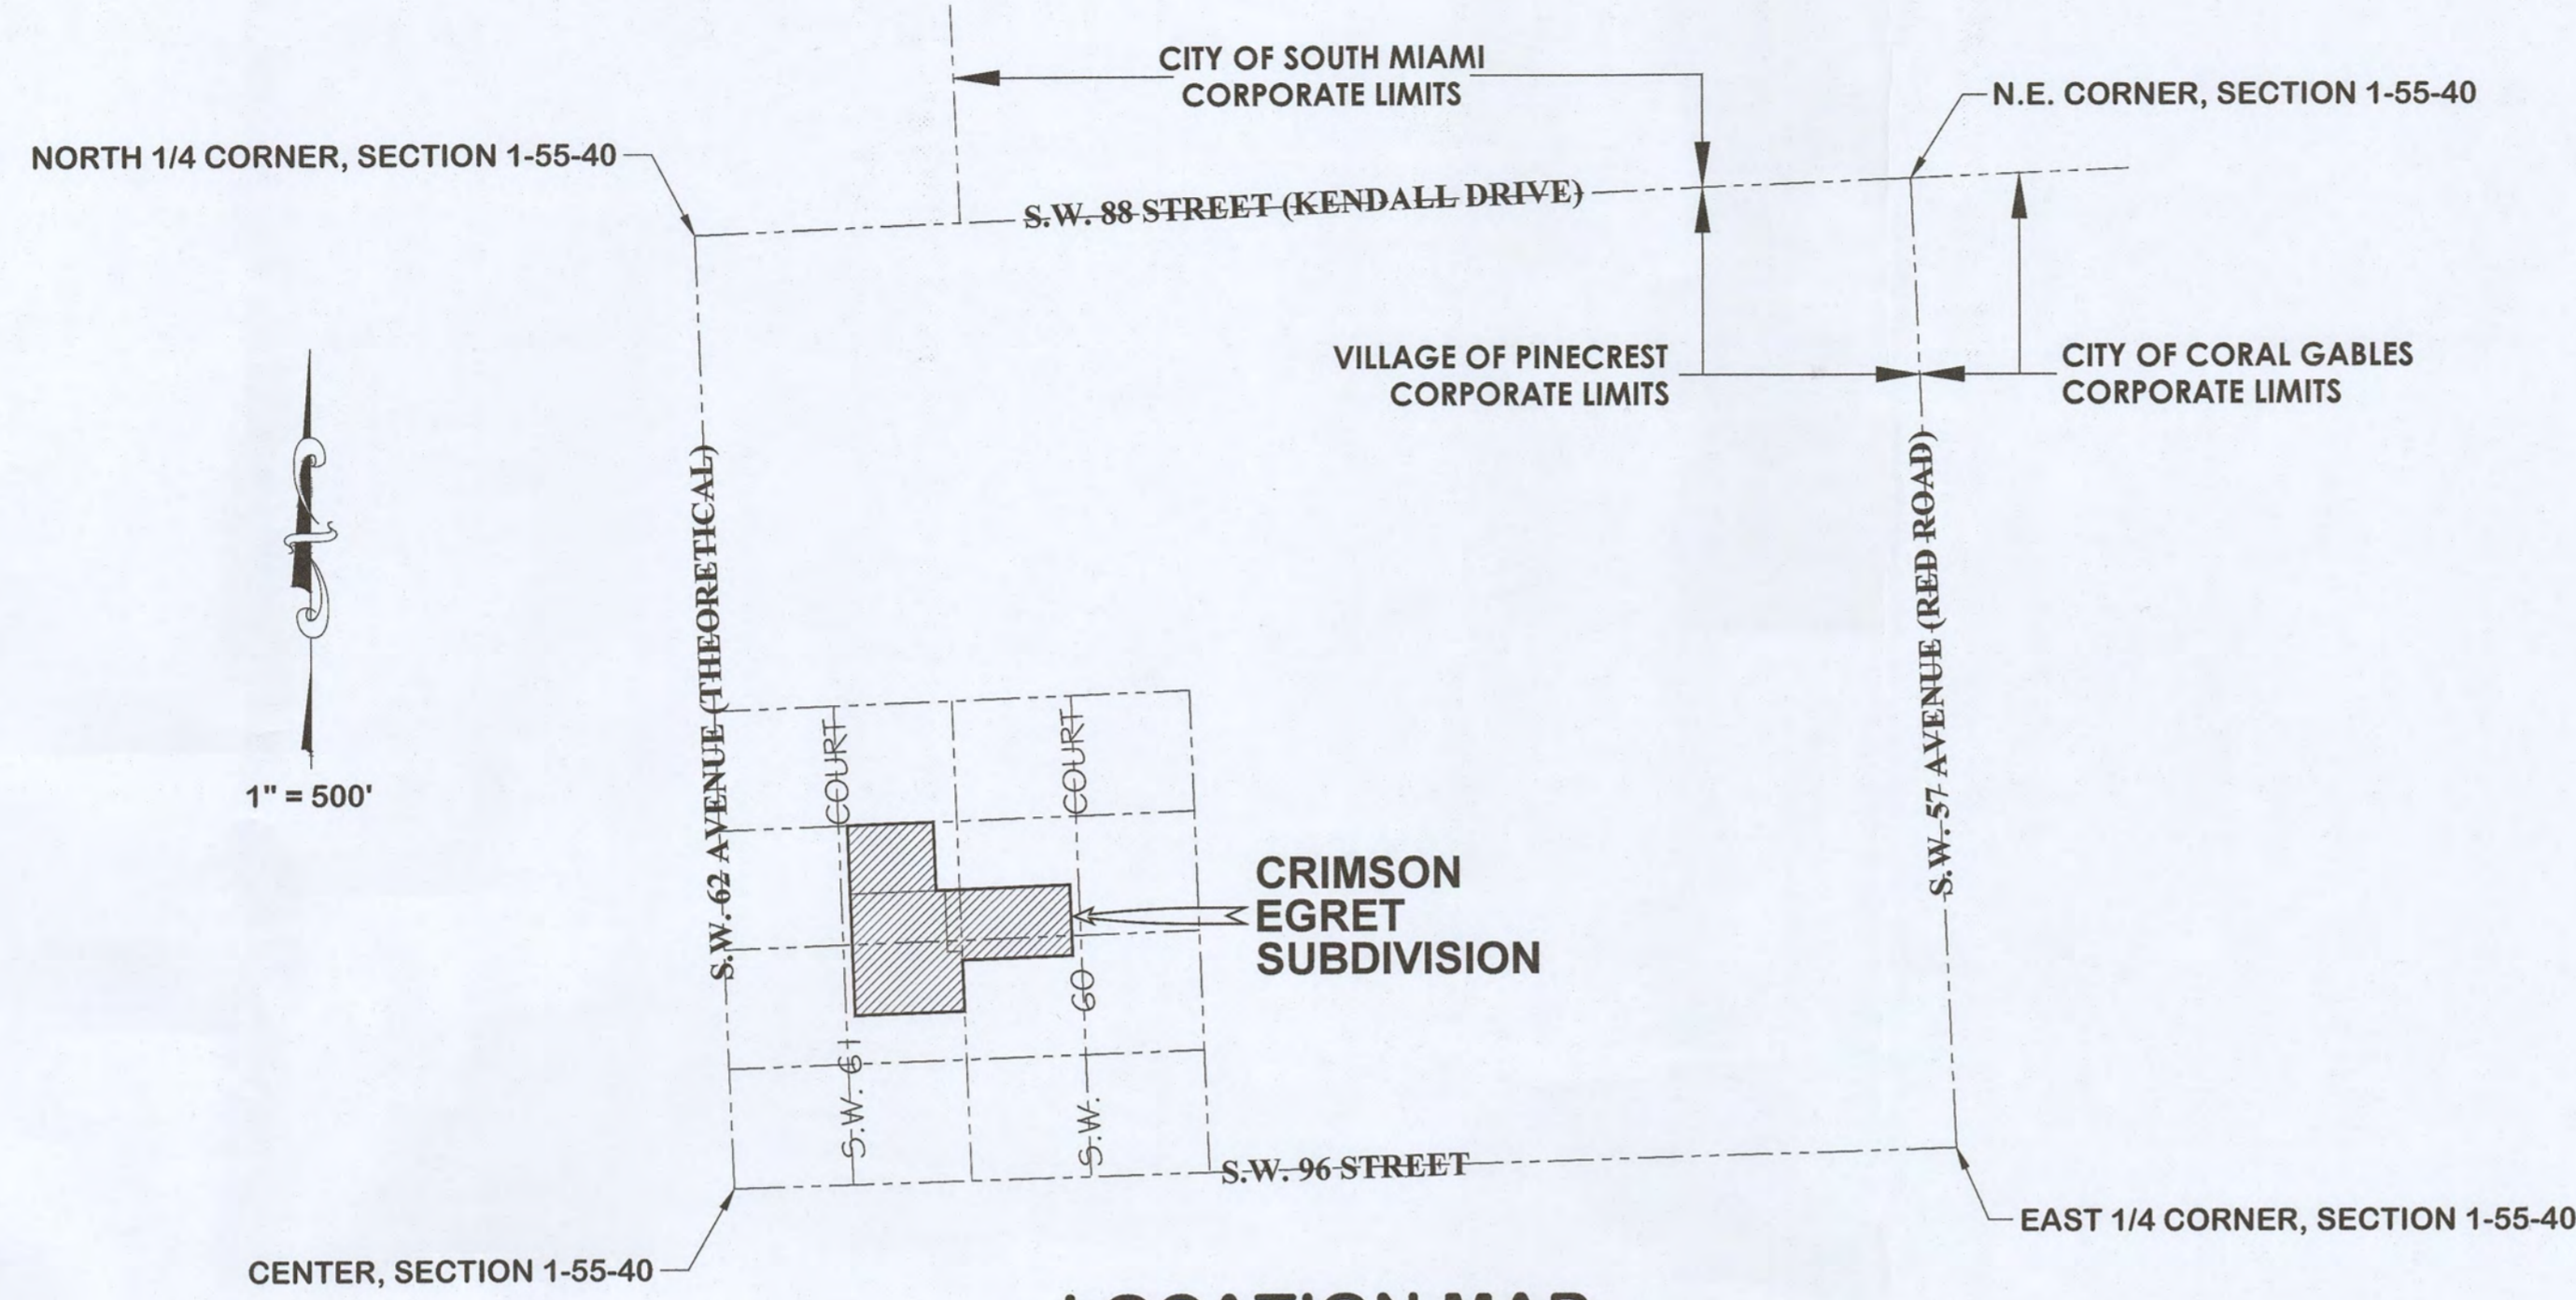 CITY OF SOUTH MIAMI
CORPORATE LIMITS
N.E. CORNER, SECTION 1-55-40
NORTH 1/4 CORNER, SECTION 1-55-40
S.W. 88 STREET (KENDALL DRIVE)
VILLAGE OF PINECREST
CORPORATE LIMITS
CITY OF CORAL GABLES
CORPORATE LIMITS
S.W. 62 AVENUE (THEORETICAL)
S.W. 57 AVENUE (RED ROAD)
1" = 500'
S.W. 61 COURT
S.W. 60 COURT
CRIMSON
EGRET
SUBDIVISION
S.W. 96 STREET
EAST 1/4 CORNER, SECTION 1-55-40
CENTER, SECTION 1-55-40
LOCATION MAP